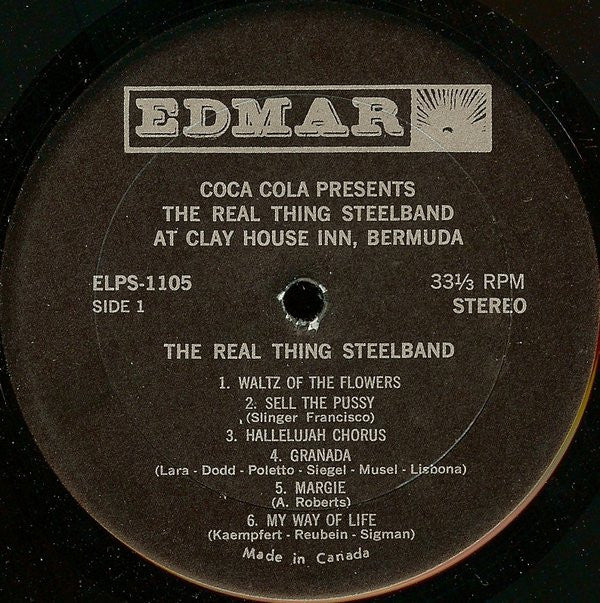 EDMAR
COCA COLA PRESENTS
THE REAL THING STEELBAND
AT CLAY HOUSE INN, BERMUDA
ELPS-1105
33⅓ RPM
SIDE 1
STEREO
THE REAL THING STEELBAND
1. WALTZ OF THE FLOWERS
2. SELL THE PUSSY
(Slinger Francisco)
3. HALLELUJAH CHORUS
4. GRANADA
(Lara - Dodd - Poletto - Siegel - Musel - Lisbona)
5. MARGIE
(A. Roberts)
6. MY WAY OF LIFE
(Kaempfert - Reubein - Sigman)
Made in Canada